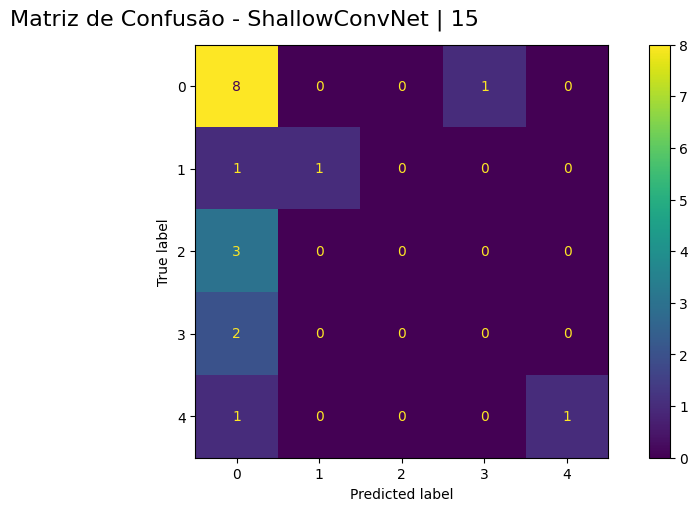 Matriz de Confusão - ShallowConvNet | 15
8
0 8 0 0 1 0
7
6
1 1 1 0 0 0
5
True label
2 3 0 0 0 0
4
3
3 2 0 0 0 0
2
4 1 0 0 0 1
1
0
0 1 2 3 4
Predicted label